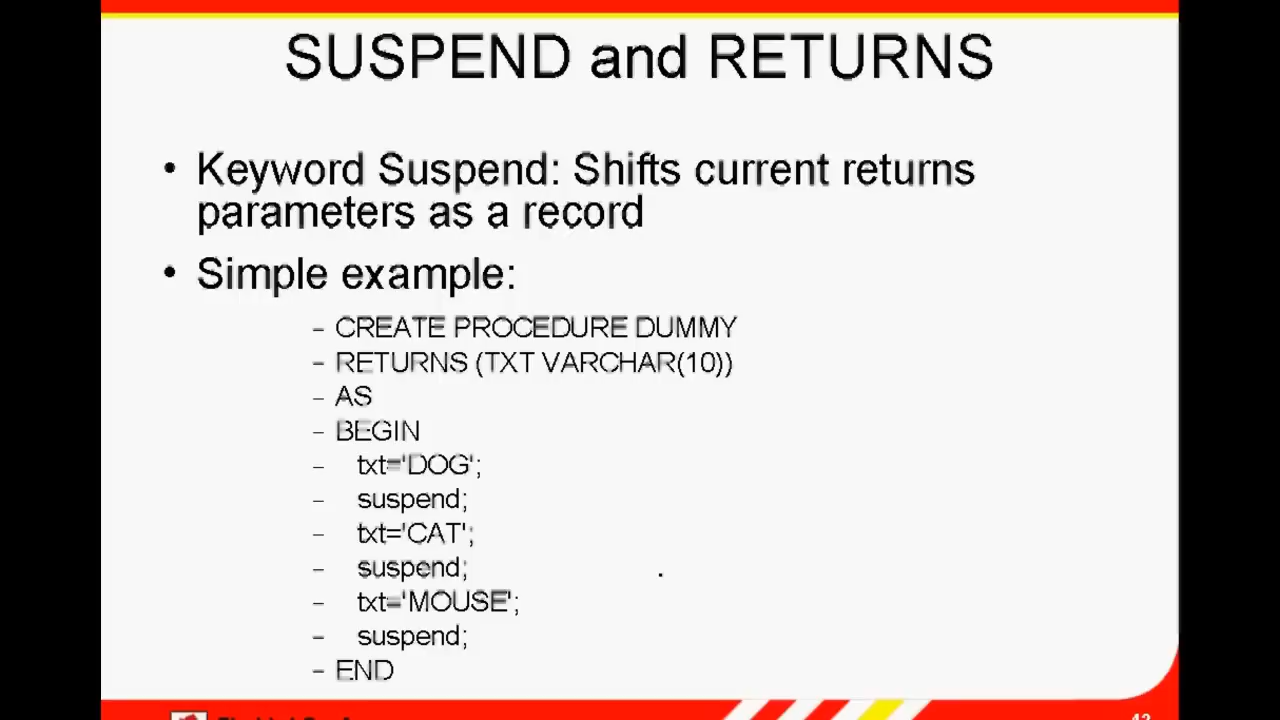 SUSPEND and RETURNS
• Keyword Suspend: Shifts current returns
parameters as a record
• Simple example:
– CREATE PROCEDURE DUMMY
– RETURNS (TXT VARCHAR(10))
– AS
– BEGIN
– txt='DOG';
– suspend;
– txt='CAT';
– suspend;
– txt='MOUSE';
– suspend;
– END